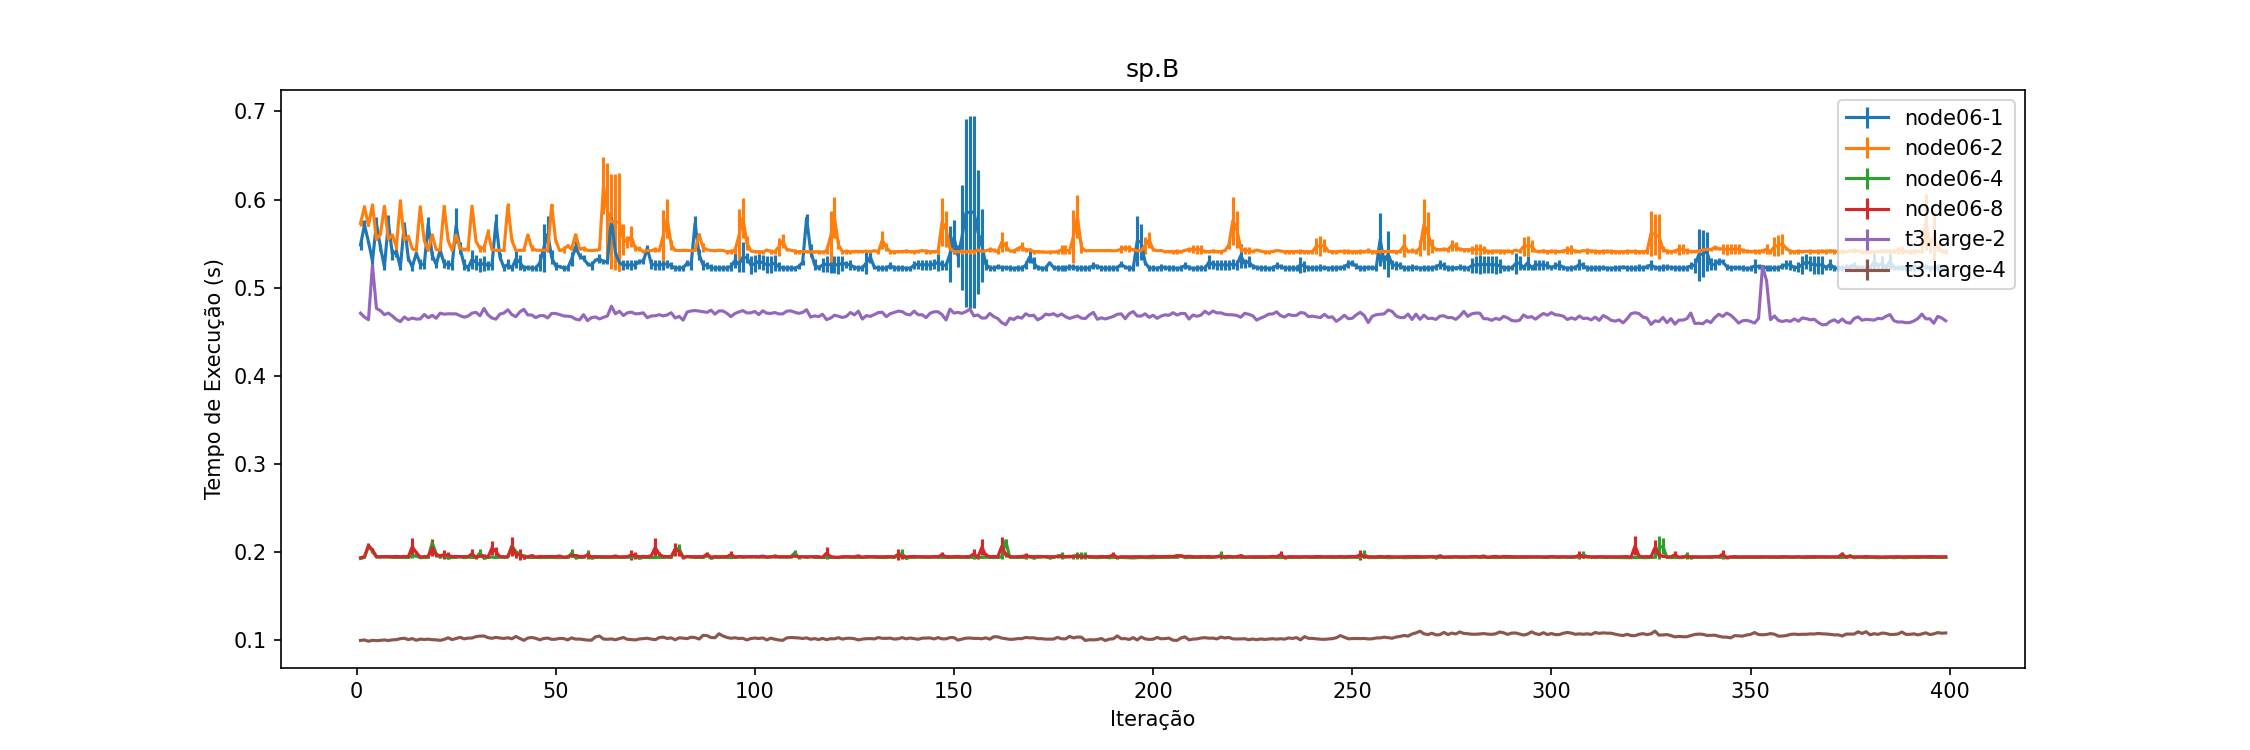 sp.B
0.7
0.6
0.5
0.4
0.3
0.2
0.1
Tempo de Execução (s)
node06-1
node06-2
node06-4
node06-8
t3.large-2
t3.large-4
0 50 100 150 200 250 300 350 400
Iteração